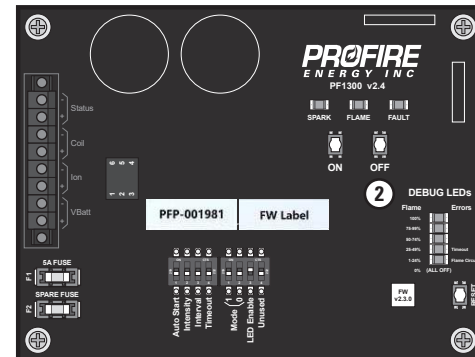 PROFIRE
ENERGY INC
PF1300 v2.4
SPARK FLAME FAULT
ON OFF
Status
Coil
Ion
VBatt
6 5 4
1 2 3
PFP-001981 FW Label
2 DEBUG LEDs
Flame Errors
100%
75-99%
50-74%
25-49% Timeout
1-24% Flame Circuit
0% (ALL OFF)
FW
v2.3.0
RESET
5A FUSE
F1
SPARE FUSE
F2
Auto Start
Intensity
Interval
Timeout
Mode (1
0
LED Enable
Unused